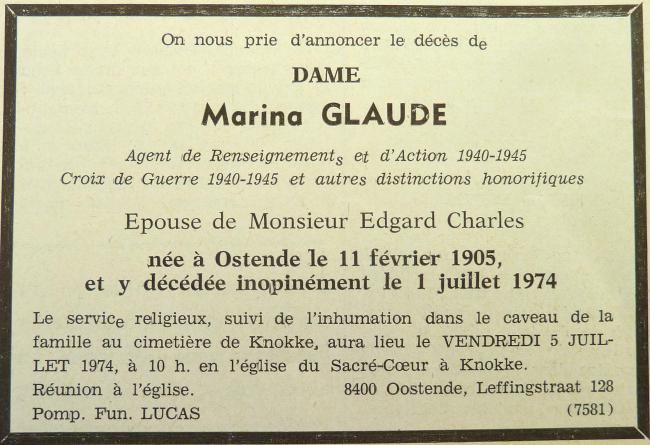 On nous prie d'annoncer le décès de
DAME
Marina GLAUDE
Agent de Renseignements et d'Action 1940-1945
Croix de Guerre 1940-1945 et autres distinctions honorifiques
Epouse de Monsieur Edgard Charles
née à Ostende le 11 février 1905,
et y décédée inopinément le 1 juillet 1974
Le service religieux, suivi de l'inhumation dans le caveau de la
famille au cimetière de Knokke, aura lieu le VENDREDI 5 JUIL-
LET 1974, à 10 h. en l'église du Sacré-Cœur à Knokke.
Réunion à l'église. 8400 Oostende, Leffingstraat 128
Pomp. Fun. LUCAS (7581)